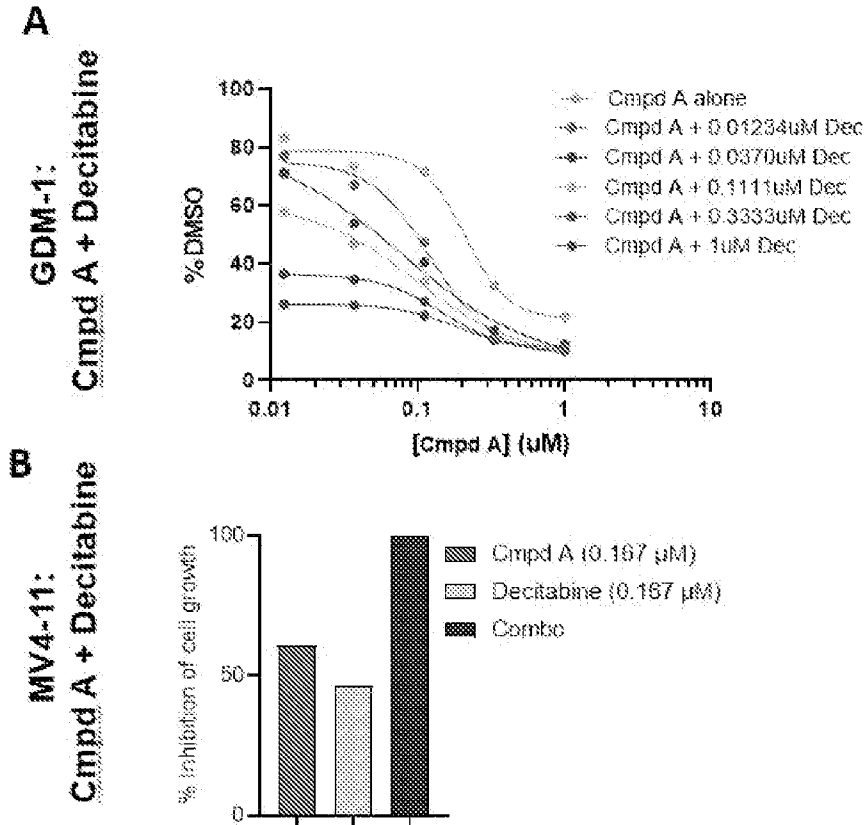 A
GDM-1:
Cmpd A + Decitabine
% DMSO
100
80
60
40
20
0
0.01
0.1
1
10
[Cmpd A] (uM)
Cmpd A alone
Cmpd A + 0.01234uM Dec
Cmpd A + 0.0370uM Dec
Cmpd A + 0.1111uM Dec
Cmpd A + 0.3333uM Dec
Cmpd A + 1uM Dec
B
MV4-11:
Cmpd A + Decitabine
% Inhibition of cell growth
100
50
0
Cmpd A (0.167 μM)
Decitabine (0.167 μM)
Combo